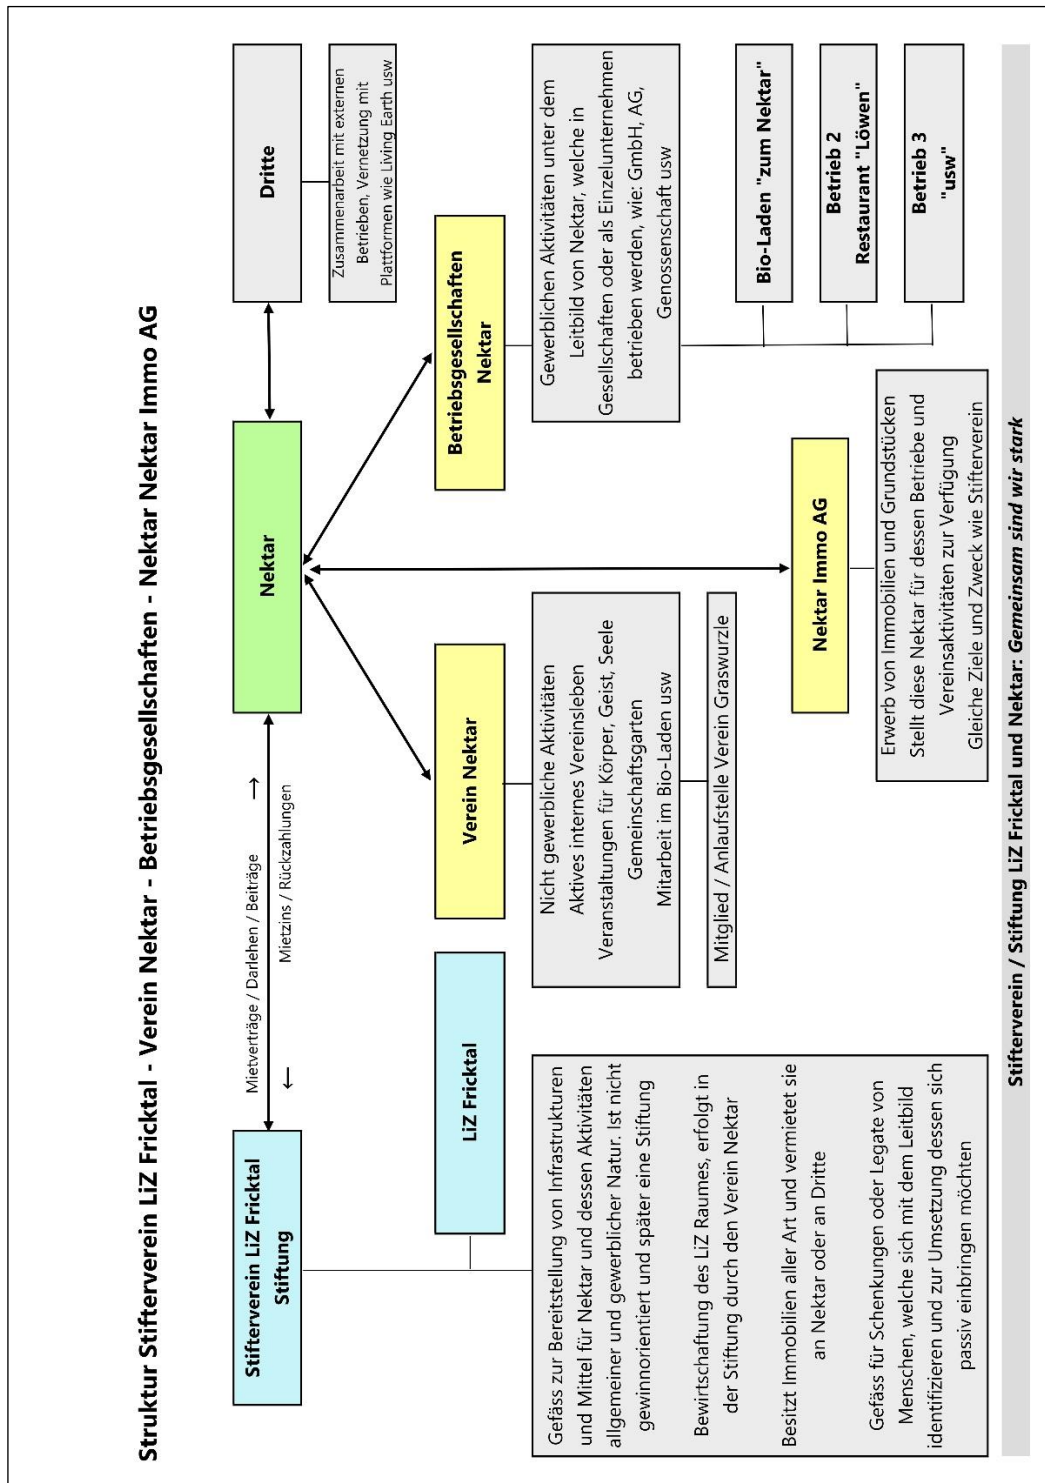 Struktur Stifterverein LiZ Fricktal - Verein Nektar - Betriebsgesellschaften - Nektar Nektar Immo AG
Stifterverein LiZ Fricktal
Stiftung
Mietverträge / Darlehen / Beiträge →
← Mietzins / Rückzahlungen
Nektar
Dritte
Zusammenarbeit mit externen
Betrieben, Vernetzung mit
Plattformen wie Living Earth usw
LiZ Fricktal
Gefäss zur Bereitstellung von Infrastrukturen
und Mittel für Nektar und dessen Aktivitäten
allgemeiner und gewerblicher Natur. Ist nicht
gewinnorientiert und später eine Stiftung
Bewirtschaftung des LiZ Raumes, erfolgt in
der Stiftung durch den Verein Nektar
Besitzt Immobilien aller Art und vermietet sie
an Nektar oder an Dritte
Gefäss für Schenkungen oder Legate von
Menschen, welche sich mit dem Leitbild
identifizieren und zur Umsetzung dessen sich
passiv einbringen möchten
Verein Nektar
Nicht gewerbliche Aktivitäten
Aktives internes Vereinsleben
Veranstaltungen für Körper, Geist, Seele
Gemeinschaftsgarten
Mitarbeit im Bio-Laden usw
Mitglied / Anlaufstelle Verein Graswurzle
Betriebsgesellschaften
Nektar
Gewerblichen Aktivitäten unter dem
Leitbild von Nektar, welche in
Gesellschaften oder als Einzelunternehmen
betrieben werden, wie: GmbH, AG,
Genossenschaft usw
Bio-Laden "zum Nektar"
Betrieb 2
Restaurant "Löwen"
Betrieb 3
"usw"
Nektar Immo AG
Erwerb von Immobilien und Grundstücken
Stellt diese Nektar für dessen Betriebe und
Vereinsaktivitäten zur Verfügung
Gleiche Ziele und Zweck wie Stifterverein
Stifterverein / Stiftung LiZ Fricktal und Nektar: Gemeinsam sind wir stark